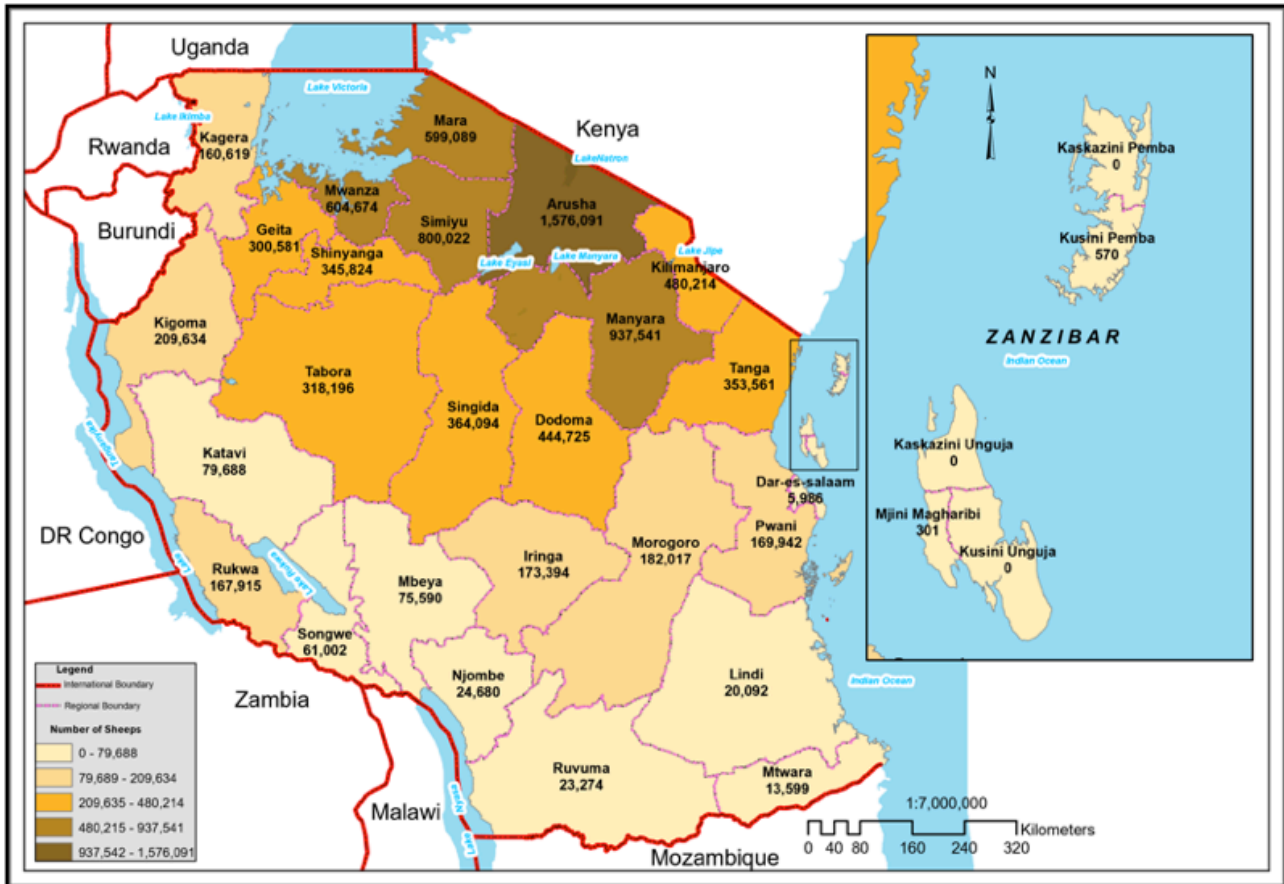 Uganda
Lake Victoria
Lake Ikimba
Kagera
160,619
Rwanda
Burundi
Mara
599,089
Kenya
LakeNatron
Mwanza
604,674
Simiyu
800,022
Arusha
1,576,091
Geita
300,581
Shinyanga
345,824
Lake Eyasi
Lake Manyara
Lake Jipe
Kilimanjaro
480,214
Manyara
937,541
Kigoma
209,634
Tabora
318,196
Singida
364,094
Dodoma
444,725
Tanga
353,561
Katavi
79,688
Tanganyika
Lake
DR Congo
Rukwa
167,915
Lake Rukwa
Mbeya
75,590
Iringa
173,394
Morogoro
182,017
Dar-es-salaam
5,986
Pwani
169,942
Songwe
61,002
Njombe
24,680
Lindi
20,092
Indian Ocean
Zambia
Ruvuma
23,274
Mtwara
13,599
Malawi
Nyasa
Lake
Mozambique
N
Kaskazini Pemba
0
Kusini Pemba
570
ZANZIBAR
Indian Ocean
Kaskazini Unguja
0
Mjini Magharibi
301
Kusini Unguja
0
Legend
International Boundary
Regional Boundary
Number of Sheeps
0 - 79,688
79,689 - 209,634
209,635 - 480,214
480,215 - 937,541
937,542 - 1,576,091
1:7,000,000
Kilometers
0 40 80 160 240 320